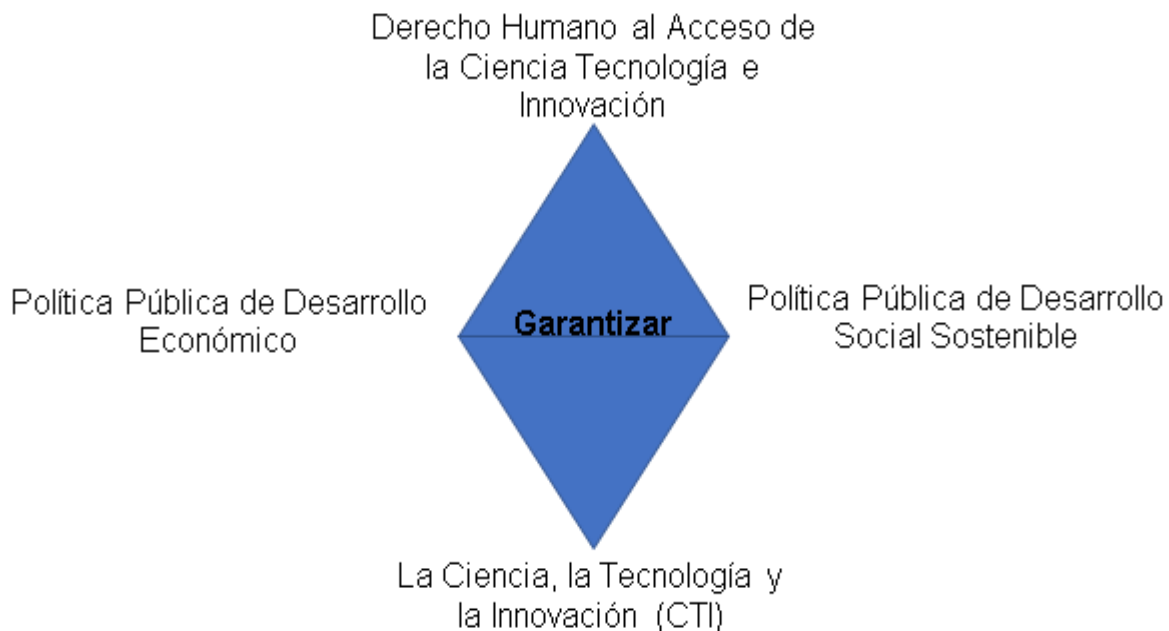 Derecho Humano al Acceso de
la Ciencia Tecnología e
Innovación
Política Pública de Desarrollo
Económico
Garantizar
Política Pública de Desarrollo
Social Sostenible
La Ciencia, la Tecnología y
la Innovación (CTI)